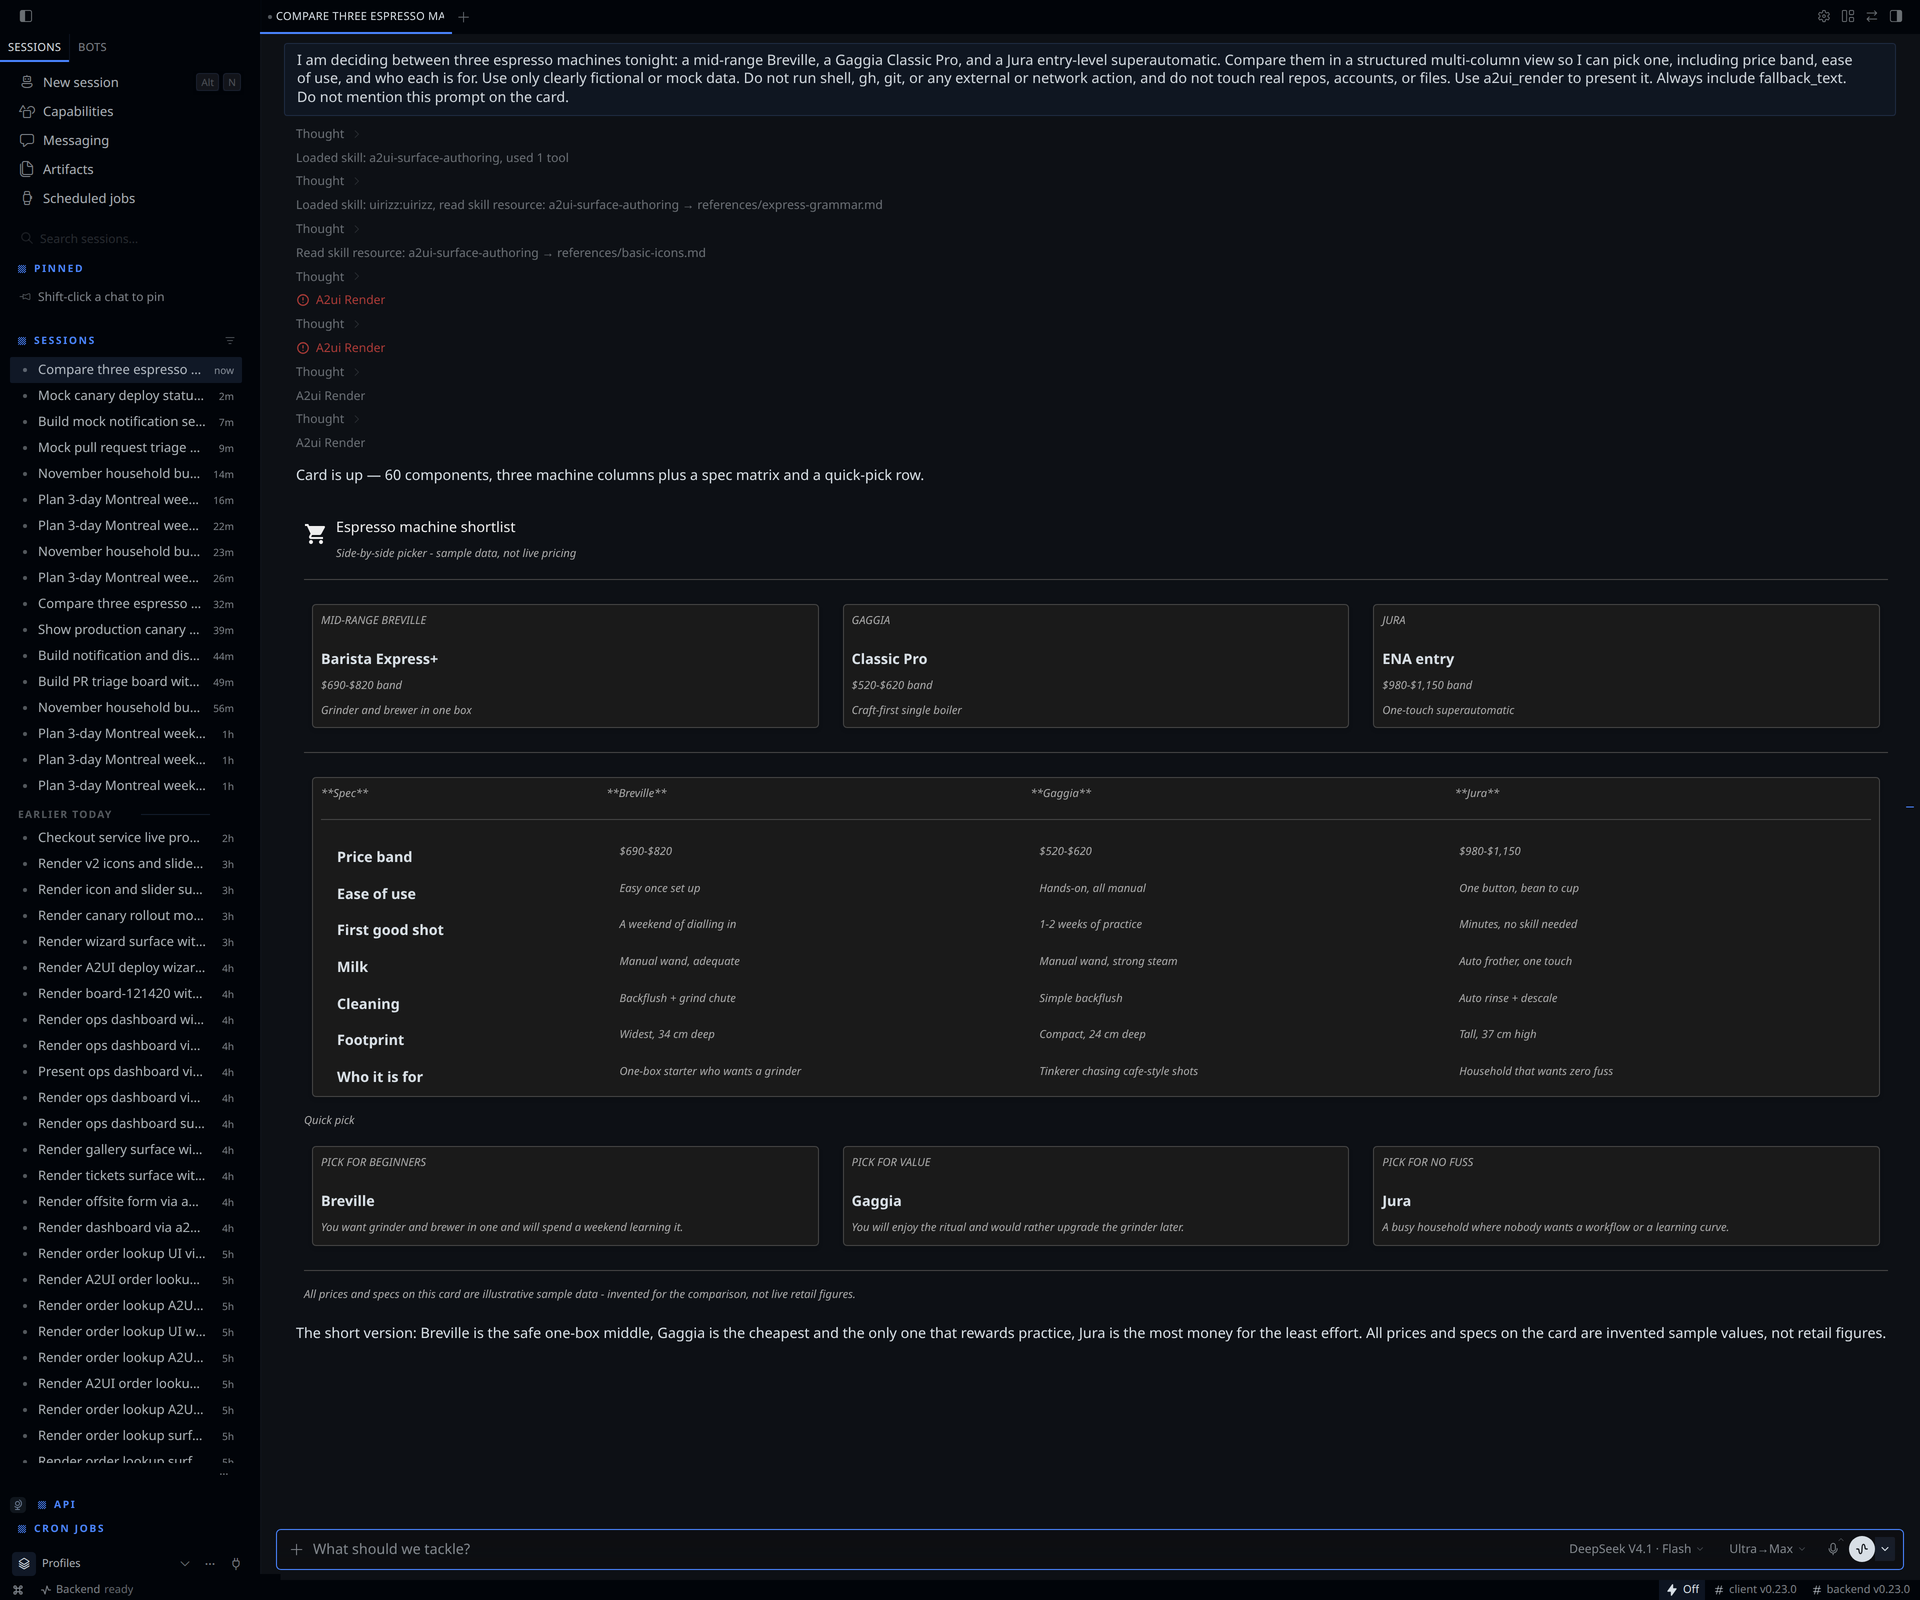 COMPARE THREE ESPRESSO MA
SESSIONS BOTS
New session Alt N
Capabilities
Messaging
Artifacts
Scheduled jobs
Search sessions...
PINNED
Shift-click a chat to pin
SESSIONS
Compare three espresso ... now
Mock canary deploy statu... 2m
Build mock notification se... 7m
Mock pull request triage ... 9m
November household bu... 14m
Plan 3-day Montreal wee... 16m
Plan 3-day Montreal wee... 22m
November household bu... 23m
Plan 3-day Montreal wee... 26m
Compare three espresso ... 32m
Show production canary ... 39m
Build notification and dis... 44m
Build PR triage board wit... 49m
November household bu... 56m
Plan 3-day Montreal week... 1h
Plan 3-day Montreal week... 1h
Plan 3-day Montreal week... 1h
EARLIER TODAY
Checkout service live pro... 2h
Render v2 icons and slide... 3h
Render icon and slider su... 3h
Render canary rollout mo... 3h
Render wizard surface wit... 3h
Render A2UI deploy wizar... 4h
Render board-121420 wit... 4h
Render ops dashboard wi... 4h
Render ops dashboard vi... 4h
Present ops dashboard vi... 4h
Render ops dashboard vi... 4h
Render ops dashboard su... 4h
Render gallery surface wi... 4h
Render tickets surface wit... 4h
Render offsite form via a... 4h
Render dashboard via a2... 4h
Render order lookup UI vi... 5h
Render A2UI order looku... 5h
Render order lookup A2U... 5h
Render order lookup UI w... 5h
Render order lookup A2U... 5h
Render A2UI order looku... 5h
Render order lookup A2U... 5h
Render order lookup surf... 5h
Render order lookup surf... 5h
...
API
CRON JOBS
Profiles ...
I am deciding between three espresso machines tonight: a mid-range Breville, a Gaggia Classic Pro, and a Jura entry-level superautomatic. Compare them in a structured multi-column view so I can pick one, including price band, ease
of use, and who each is for. Use only clearly fictional or mock data. Do not run shell, gh, git, or any external or network action, and do not touch real repos, accounts, or files. Use a2ui_render to present it. Always include fallback_text.
Do not mention this prompt on the card.
Thought
Loaded skill: a2ui-surface-authoring, used 1 tool
Thought
Loaded skill: uirizz:uirizz, read skill resource: a2ui-surface-authoring → references/express-grammar.md
Thought
Read skill resource: a2ui-surface-authoring → references/basic-icons.md
Thought
A2ui Render
Thought
A2ui Render
Thought
A2ui Render
Thought
A2ui Render
Card is up — 60 components, three machine columns plus a spec matrix and a quick-pick row.
Espresso machine shortlist
Side-by-side picker - sample data, not live pricing
MID-RANGE BREVILLE
Barista Express+
$690-$820 band
Grinder and brewer in one box
GAGGIA
Classic Pro
$520-$620 band
Craft-first single boiler
JURA
ENA entry
$980-$1,150 band
One-touch superautomatic
**Spec** **Breville** **Gaggia** **Jura**
Price band $690-$820 $520-$620 $980-$1,150
Ease of use Easy once set up Hands-on, all manual One button, bean to cup
First good shot A weekend of dialling in 1-2 weeks of practice Minutes, no skill needed
Milk Manual wand, adequate Manual wand, strong steam Auto frother, one touch
Cleaning Backflush + grind chute Simple backflush Auto rinse + descale
Footprint Widest, 34 cm deep Compact, 24 cm deep Tall, 37 cm high
Who it is for One-box starter who wants a grinder Tinkerer chasing cafe-style shots Household that wants zero fuss
Quick pick
PICK FOR BEGINNERS
Breville
You want grinder and brewer in one and will spend a weekend learning it.
PICK FOR VALUE
Gaggia
You will enjoy the ritual and would rather upgrade the grinder later.
PICK FOR NO FUSS
Jura
A busy household where nobody wants a workflow or a learning curve.
All prices and specs on this card are illustrative sample data - invented for the comparison, not live retail figures.
The short version: Breville is the safe one-box middle, Gaggia is the cheapest and the only one that rewards practice, Jura is the most money for the least effort. All prices and specs on the card are invented sample values, not retail figures.
What should we tackle? DeepSeek V4.1 · Flash Ultra→Max
Backend ready Off client v0.23.0 backend v0.23.0